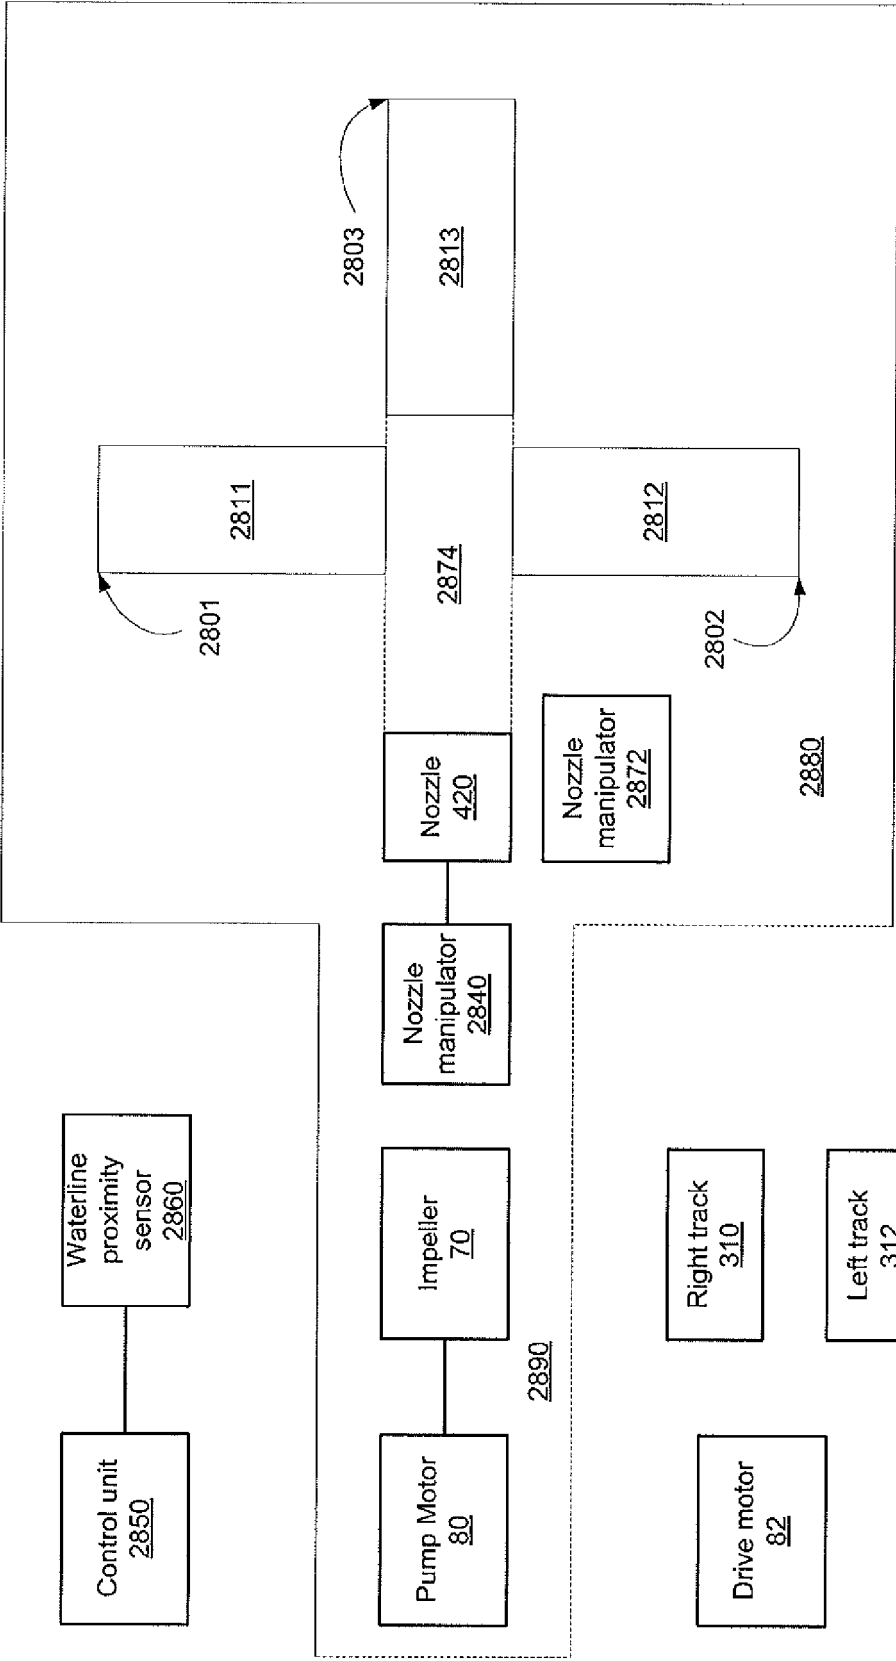 Drive motor
82
Pump Motor
80
Control unit
2850
Left track
312
Right track
310
2890
Impeller
70
Waterline
proximity
sensor
2860
Nozzle
manipulator
2840
2880
Nozzle
manipulator
2872
Nozzle
420
2802
2801
2812
2874
2811
2813
2803